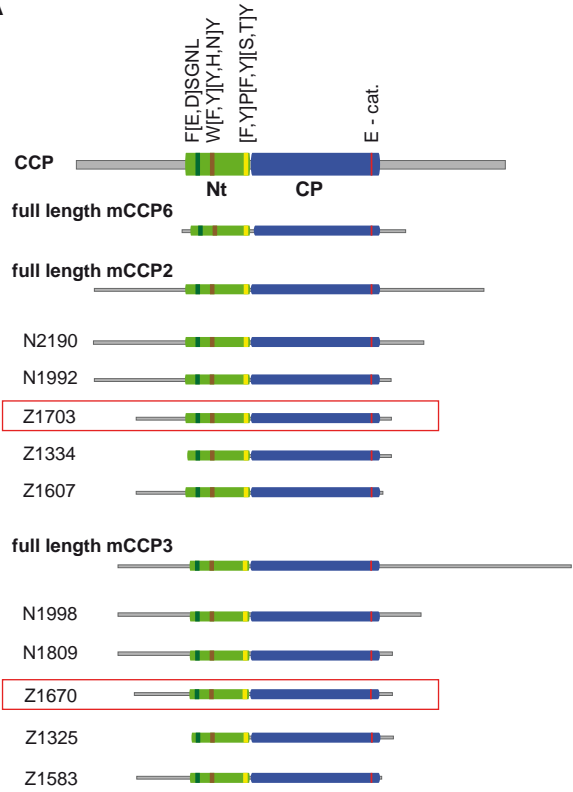 F[E,D]SGNL
W[F,Y][Y,H,N]Y
[F,Y]P[F,Y][S,T]Y
E - cat.
CCP
Nt CP
full length mCCP6
full length mCCP2
N2190
N1992
Z1703
Z1334
Z1607
full length mCCP3
N1998
N1809
Z1670
Z1325
Z1583